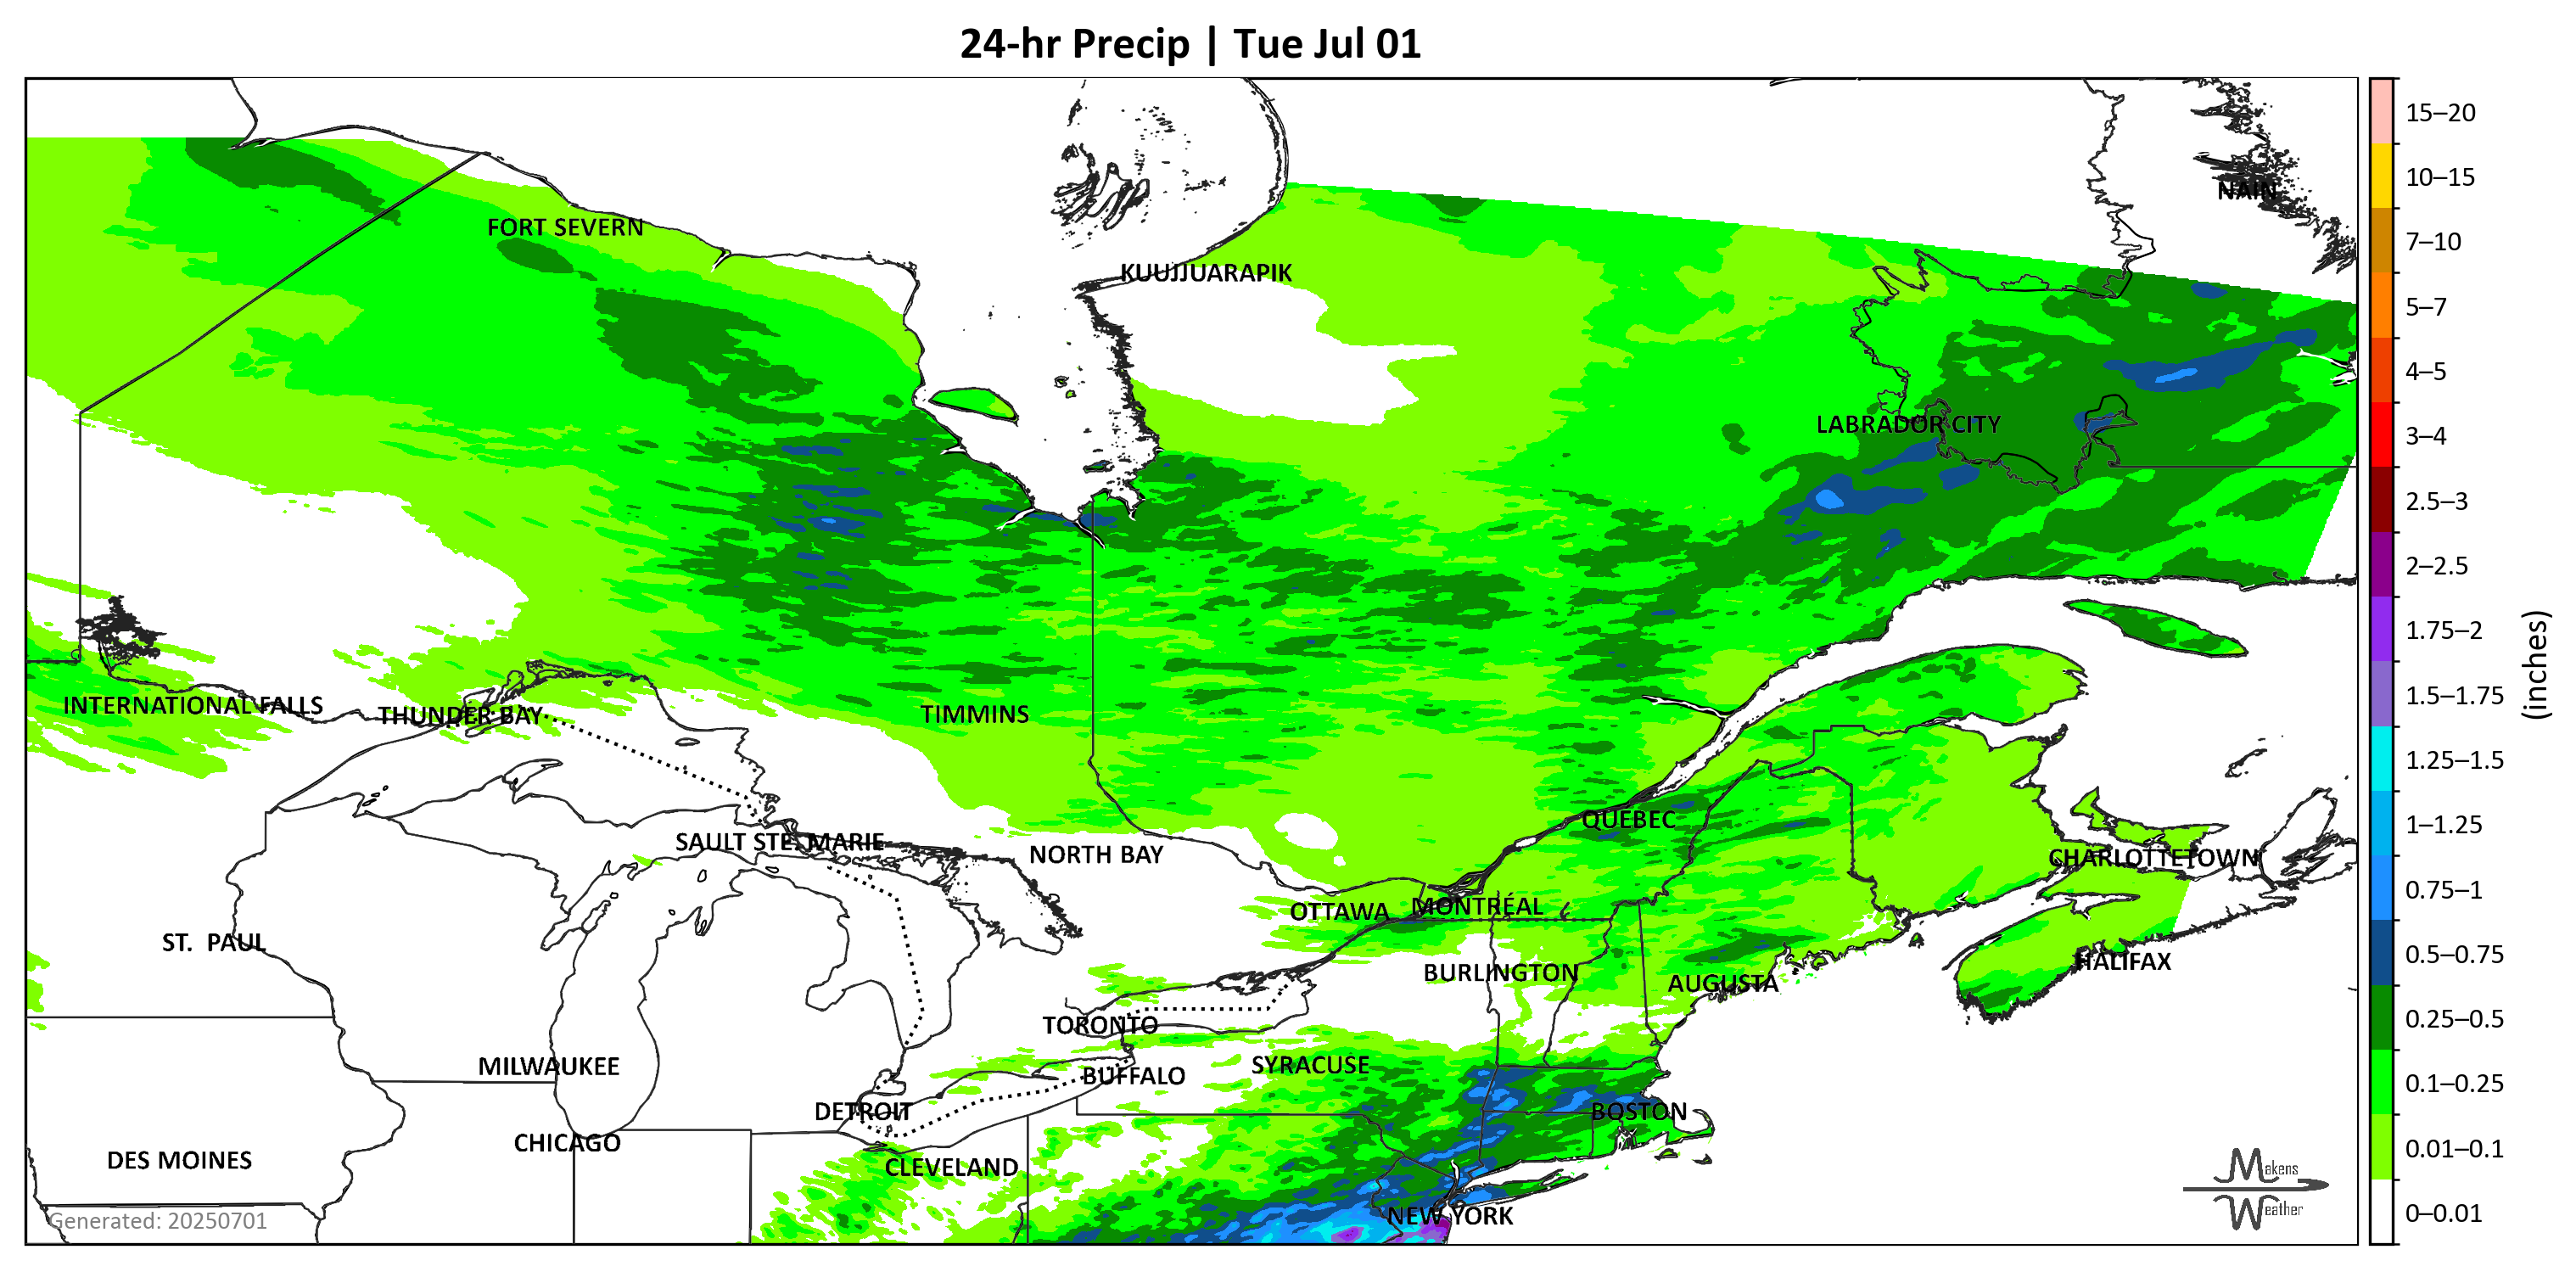 24-hr Precip | Tue Jul 01
NAIN
FORT SEVERN
KUUJJUARAPIK
LABRADOR CITY
INTERNATIONAL FALLS
THUNDER BAY
TIMMINS
QUEBEC
SAULT STE. MARIE
NORTH BAY
CHARLOTTETOWN
OTTAWA
MONTRÉAL
ST. PAUL
HALIFAX
BURLINGTON
AUGUSTA
TORONTO
MILWAUKEE
SYRACUSE
BUFFALO
DETROIT
BOSTON
CHICAGO
DES MOINES
CLEVELAND
NEW YORK
Generated: 20250701
Makens
Weather
15–20
10–15
7–10
5–7
4–5
3–4
2.5–3
2–2.5
1.75–2
1.5–1.75
1.25–1.5
1–1.25
0.75–1
0.5–0.75
0.25–0.5
0.1–0.25
0.01–0.1
0–0.01
(inches)